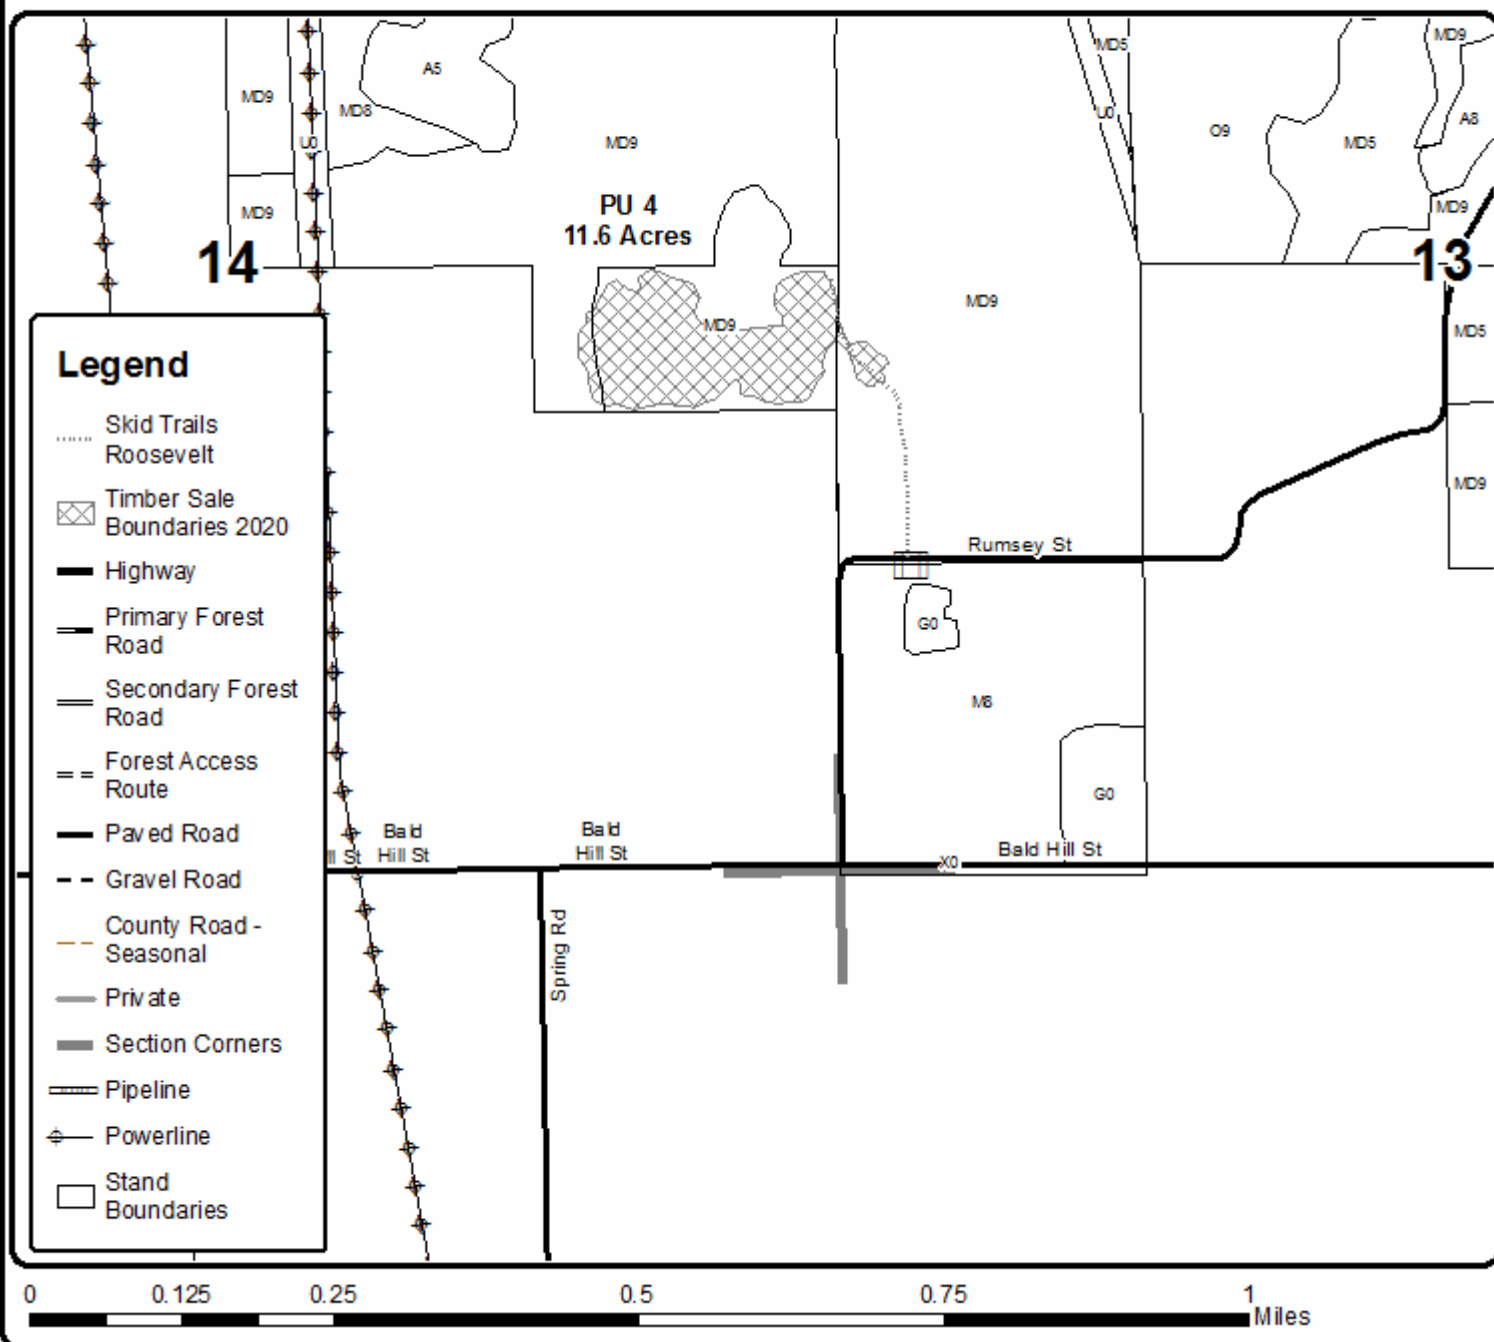 MD9
MD8
U0
A5
MD9
MD9
PU 4
11.6 Acres
MD5
U0
O9
MD5
MD9
A8
MD9
14
13
MD9
MD9
MD5
MD9
Rumsey St
G0
M8
G0
Bald
Hill St
Bald
Hill St
ll St
X0
Bald Hill St
Spring Rd
Legend
Skid Trails
Roosevelt
Timber Sale
Boundaries 2020
Highway
Primary Forest
Road
Secondary Forest
Road
Forest Access
Route
Paved Road
Gravel Road
County Road -
Seasonal
Private
Section Corners
Pipeline
Powerline
Stand
Boundaries
0 0.125 0.25 0.5 0.75 1
Miles